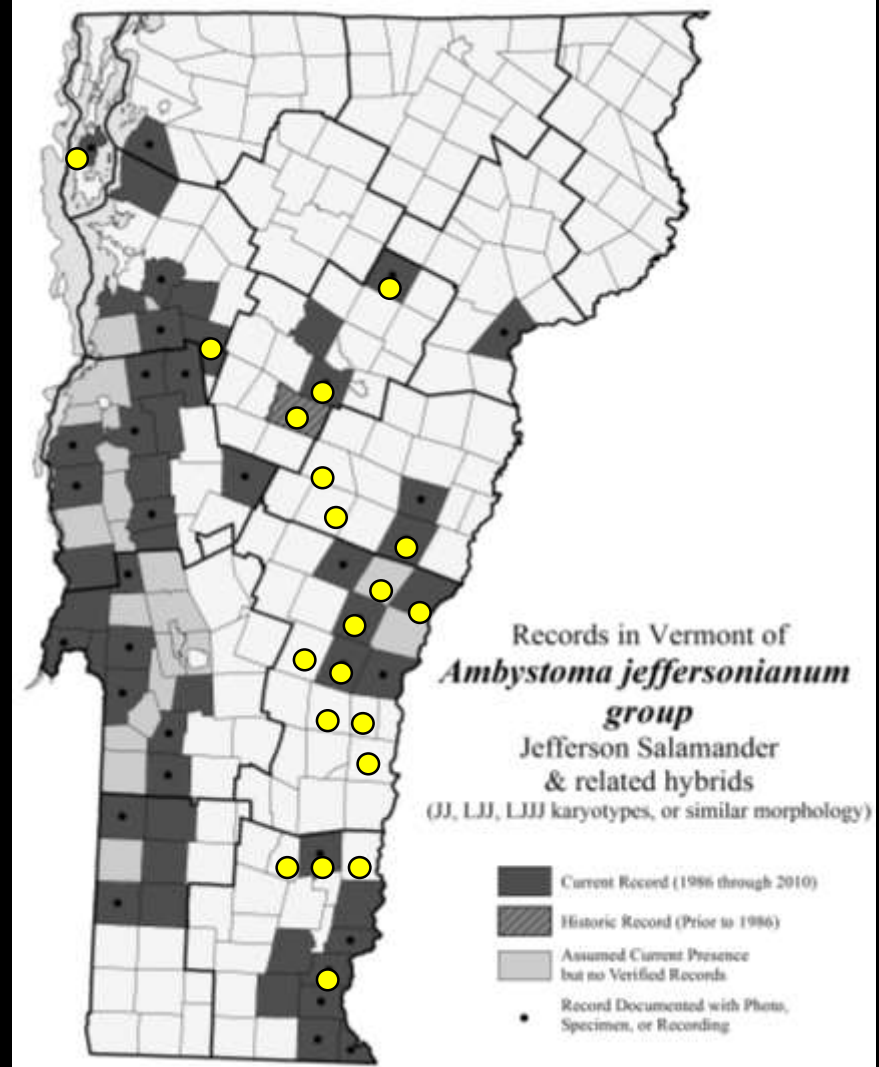 Records in Vermont of
Ambystoma jeffersonianum
group
Jefferson Salamander
& related hybrids
(JJ, LJJ, LJJJ karyotypes, or similar morphology)
Current Record (1986 through 2010)
Historic Record (Prior to 1986)
Assumed Current Presence
but no Verified Records
Record Documented with Photo,
Specimen, or Recording